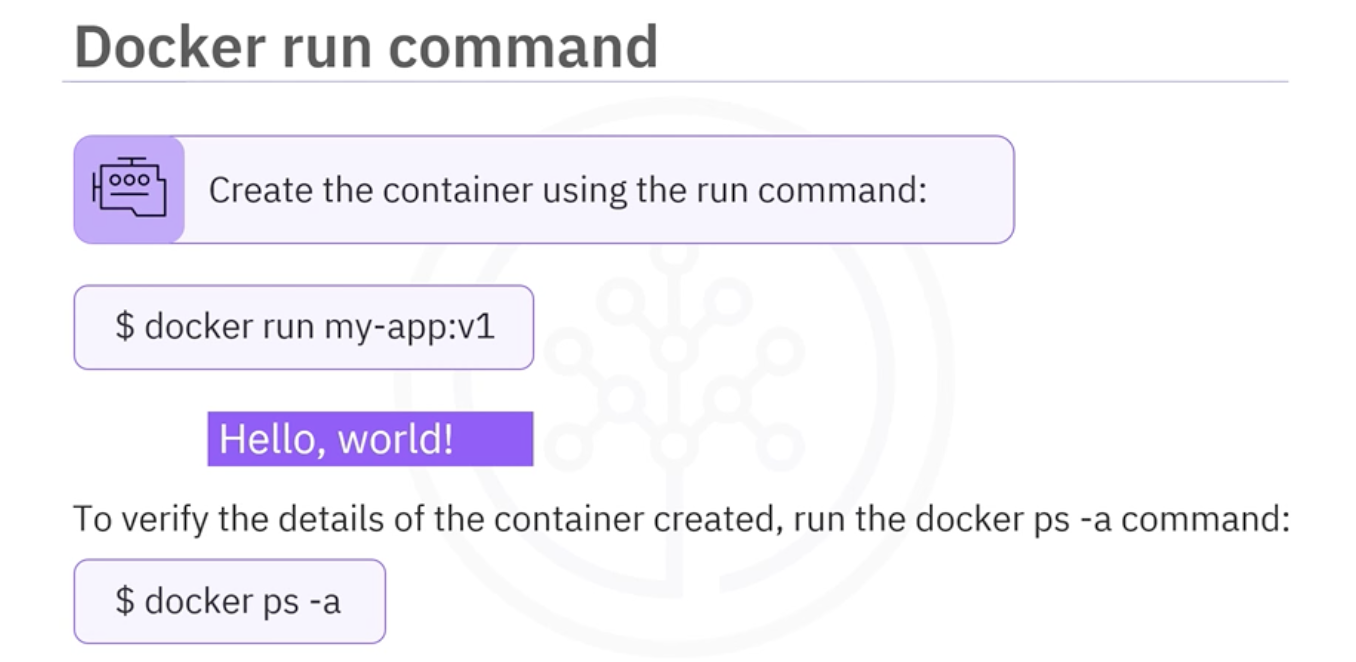 Docker run command
Create the container using the run command:
$ docker run my-app:v1
Hello, world!
To verify the details of the container created, run the docker ps -a command:
$ docker ps -a